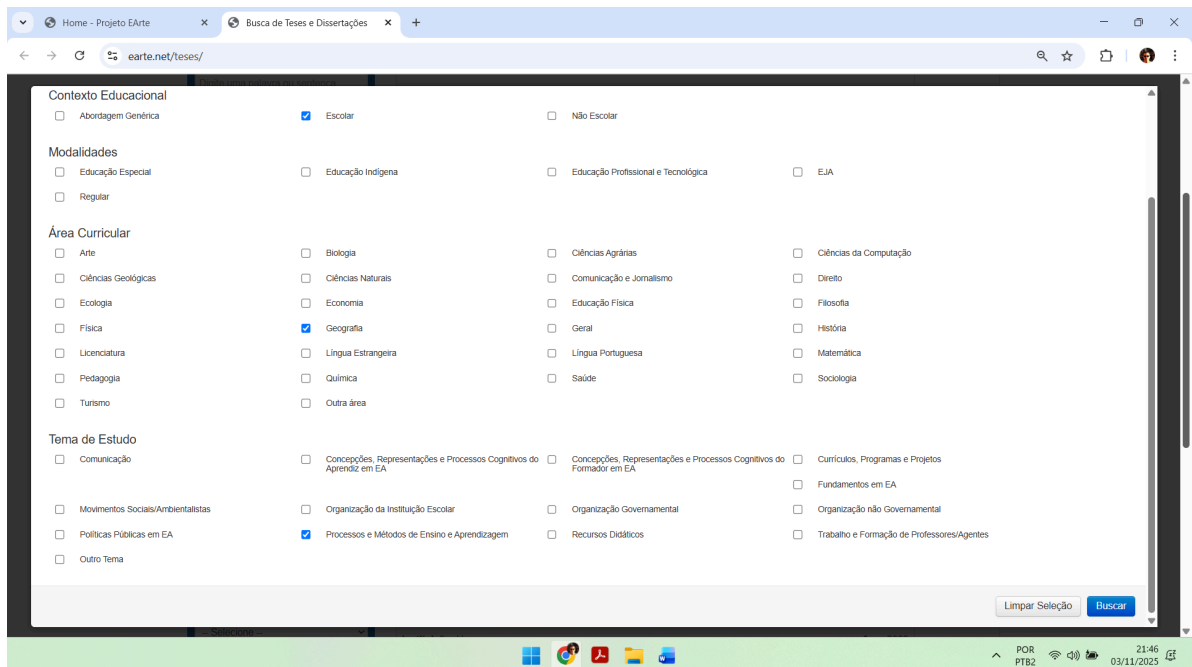 Home - Projeto EArte
Busca de Teses e Dissertações
earte.net/teses/
Digite uma palavra ou sentença
Contexto Educacional
Abordagem Genérica Escolar Não Escolar
Modalidades
Educação Especial Educação Indígena Educação Profissional e Tecnológica EJA
Regular
Área Curricular
Arte Biologia Ciências Agrárias Ciências da Computação
Ciências Geológicas Ciências Naturais Comunicação e Jornalismo Direito
Ecologia Economia Educação Física Filosofia
Física Geografia Geral História
Licenciatura Língua Estrangeira Língua Portuguesa Matemática
Pedagogia Química Saúde Sociologia
Turismo Outra área
Tema de Estudo
Comunicação Concepções, Representações e Processos Cognitivos do Aprendiz em EA Concepções, Representações e Processos Cognitivos do Formador em EA Currículos, Programas e Projetos
Fundamentos em EA
Movimentos Sociais/Ambientalistas Organização da Instituição Escolar Organização Governamental Organização não Governamental
Políticas Públicas em EA Processos e Métodos de Ensino e Aprendizagem Recursos Didáticos Trabalho e Formação de Professores/Agentes
Outro Tema
Limpar Seleção Buscar
-- Selecione --
POR 21:46
PTB2 03/11/2025